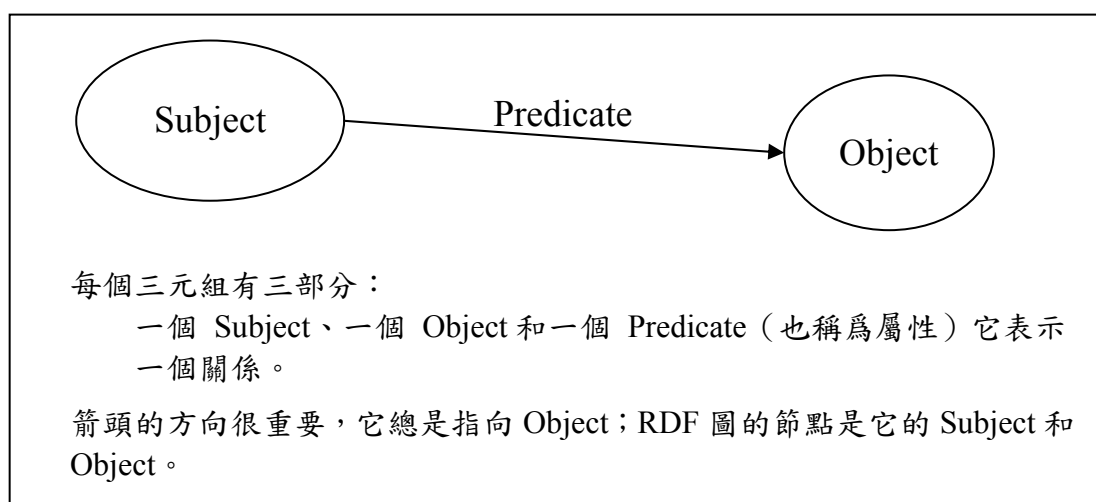 Subject
Predicate
Object
每個三元組有三部分：
一個 Subject、一個 Object 和一個 Predicate（也稱爲屬性）它表示
一個關係。
箭頭的方向很重要，它總是指向 Object；RDF 圖的節點是它的 Subject 和
Object。